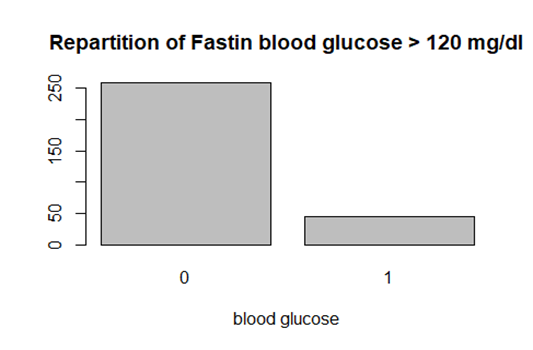 Repartition of Fastin blood glucose > 120 mg/dl
250
150
50
0
0 1
blood glucose